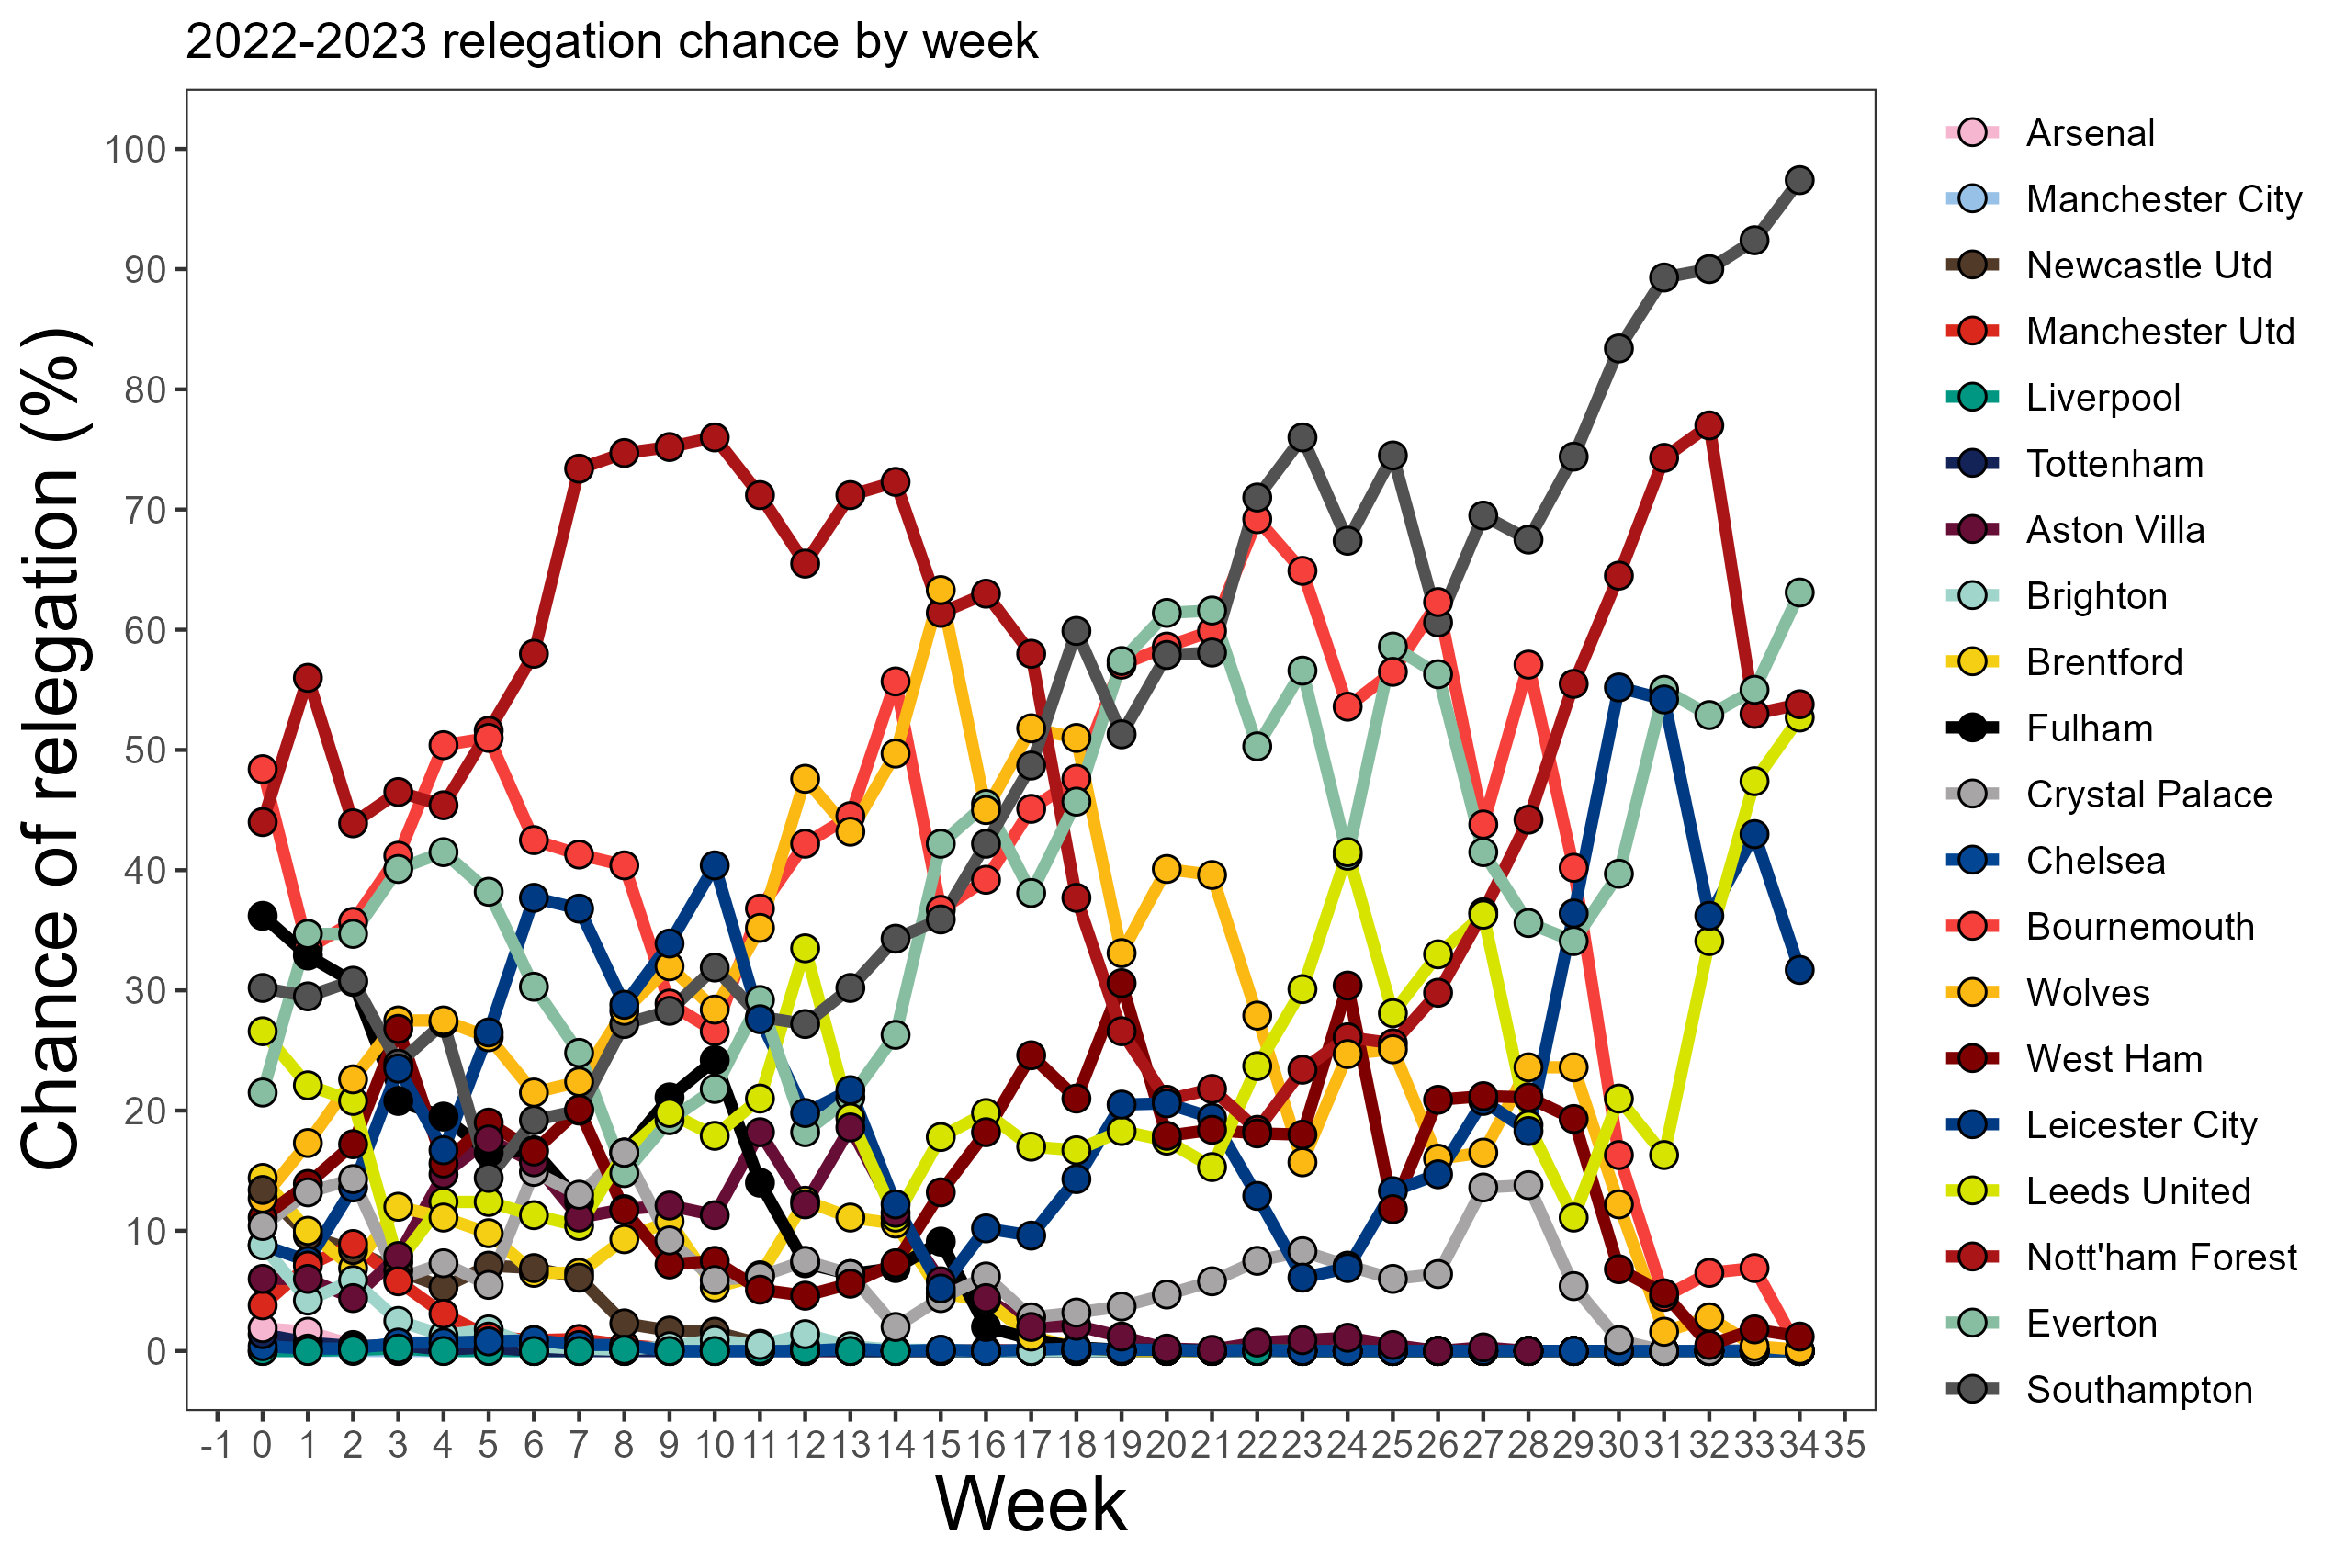 2022-2023 relegation chance by week
Chance of relegation (%)
100
90
80
70
60
50
40
30
20
10
0
-1 0 1 2 3 4 5 6 7 8 9 10 11 12 13 14 15 16 17 18 19 20 21 22 23 24 25 26 27 28 29 30 31 32 33 34 35
Week
Arsenal
Manchester City
Newcastle Utd
Manchester Utd
Liverpool
Tottenham
Aston Villa
Brighton
Brentford
Fulham
Crystal Palace
Chelsea
Bournemouth
Wolves
West Ham
Leicester City
Leeds United
Nott'ham Forest
Everton
Southampton